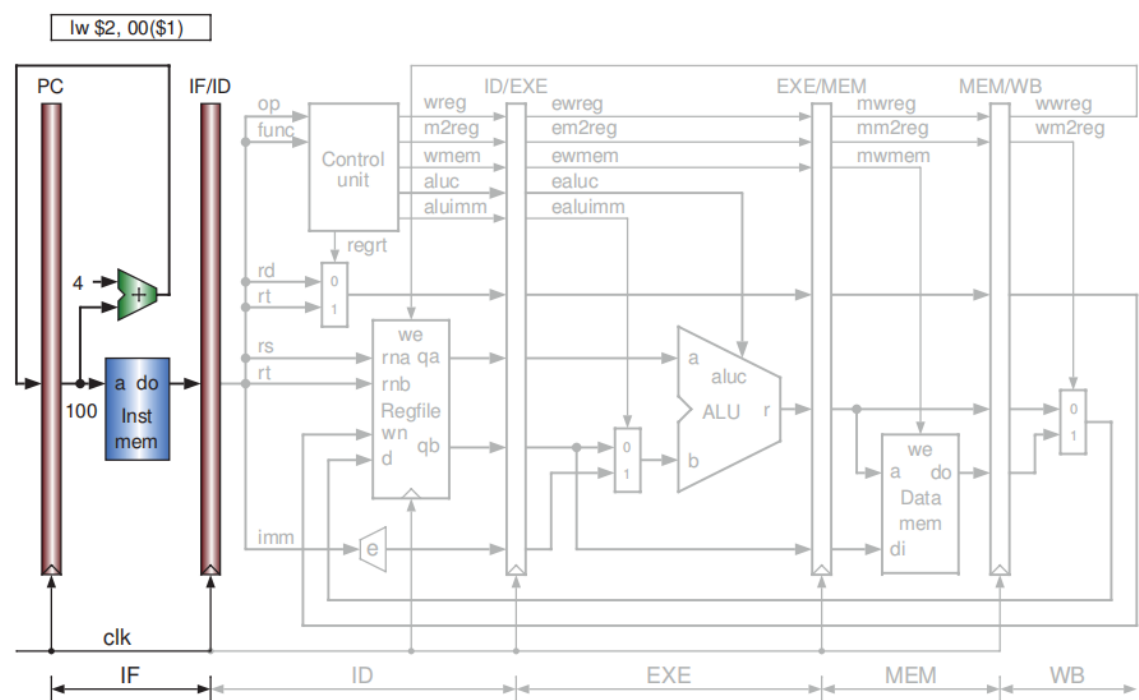 lw $2, 00($1)
PC
IF/ID
ID/EXE
EXE/MEM
MEM/WB
op
func
Control
unit
wreg
m2reg
wmem
aluc
aluimm
ewreg
em2reg
ewmem
ealuc
ealuimm
mwreg
mm2reg
mwmem
wwreg
wm2reg
regrt
4
+
rd
rt
0
1
100
a do
Inst
mem
rs
rt
we
rna qa
rnb
Regfile
wn
qb
d
imm
e
0
1
a
aluc
ALU
r
b
we
a do
Data
mem
di
0
1
clk
IF
ID
EXE
MEM
WB